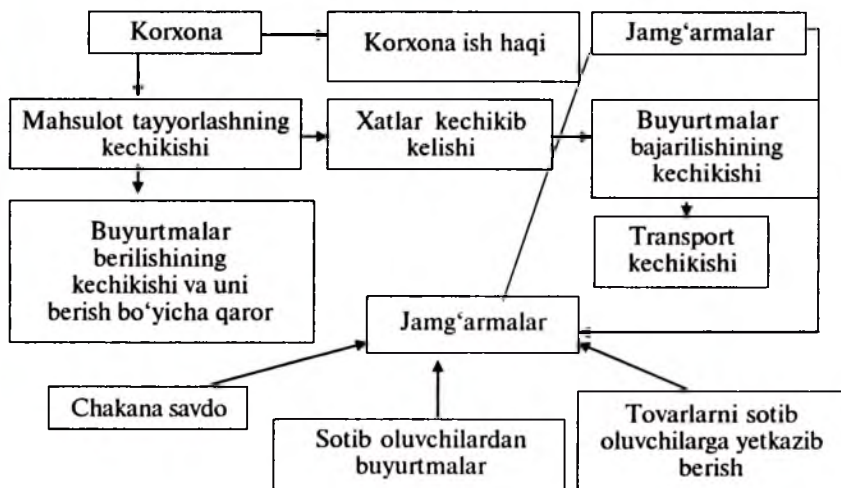 Korxona
Korxona ish haqi
Jamg‘armalar
Mahsulot tayyorlashning
kechikishi
Xatlar kechikib
kelishi
Buyurtmalar
bajarilishining
kechikishi
Buyurtmalar
berilishining
kechikishi va uni
berish bo‘yicha qaror
Transport
kechikishi
Jamg‘armalar
Chakana savdo
Sotib oluvchilardan
buyurtmalar
Tovarlarni sotib
oluvchilarga yetkazib
berish